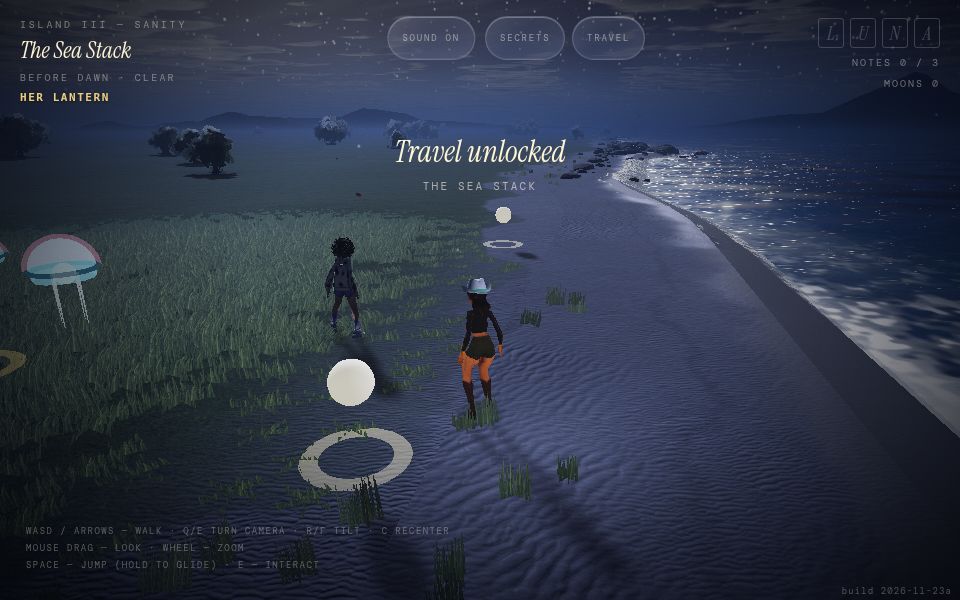 ISLAND III — SANITY
The Sea Stack
BEFORE DAWN · CLEAR
HER LANTERN
SOUND ON
SECRETS
TRAVEL
L U N A
NOTES 0 / 3
MOONS 0
Travel unlocked
THE SEA STACK
WASD / ARROWS — WALK · Q/E TURN CAMERA · R/F TILT · C RECENTER
MOUSE DRAG — LOOK · WHEEL — ZOOM
SPACE — JUMP (HOLD TO GLIDE) · E — INTERACT
build 2026-11-23a